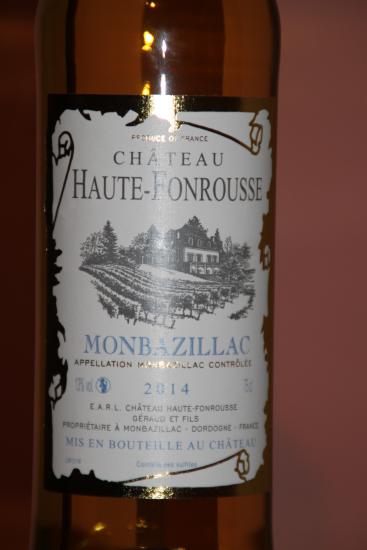 PRODUCE OF FRANCE
CHÂTEAU
HAUTE-FONROUSSE
MONBAZILLAC
APPELLATION MONBAZILLAC CONTRÔLÉE
13% vol. 2014 75cl
E.A.R.L. CHÂTEAU HAUTE-FONROUSSE
GÉRAUD ET FILS
PROPRIÉTAIRE À MONBAZILLAC - DORDOGNE - FRANCE
MIS EN BOUTEILLE AU CHÂTEAU
Contient des sulfites